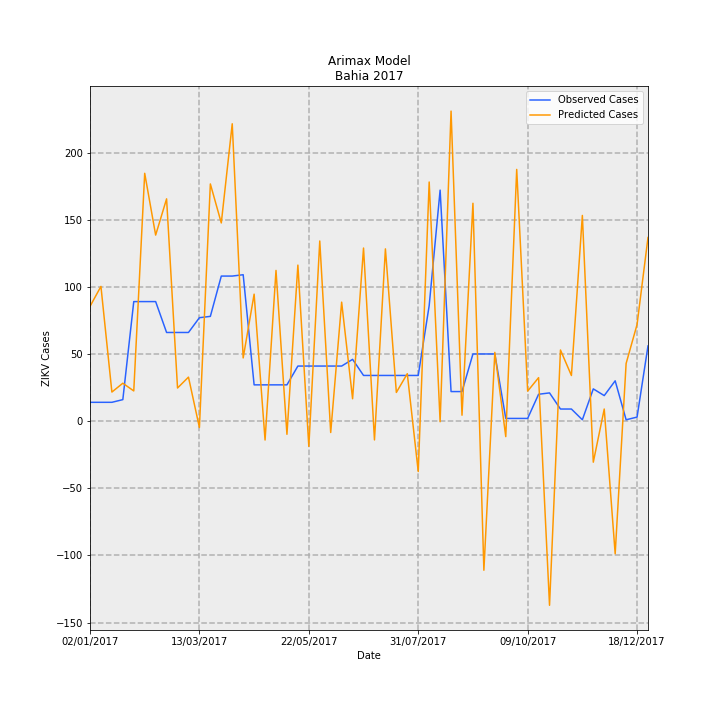 Arimax Model
Bahia 2017
Observed Cases
Predicted Cases
ZIKV Cases
200
150
100
50
0
−50
−100
−150
02/01/2017 13/03/2017 22/05/2017 31/07/2017 09/10/2017 18/12/2017
Date